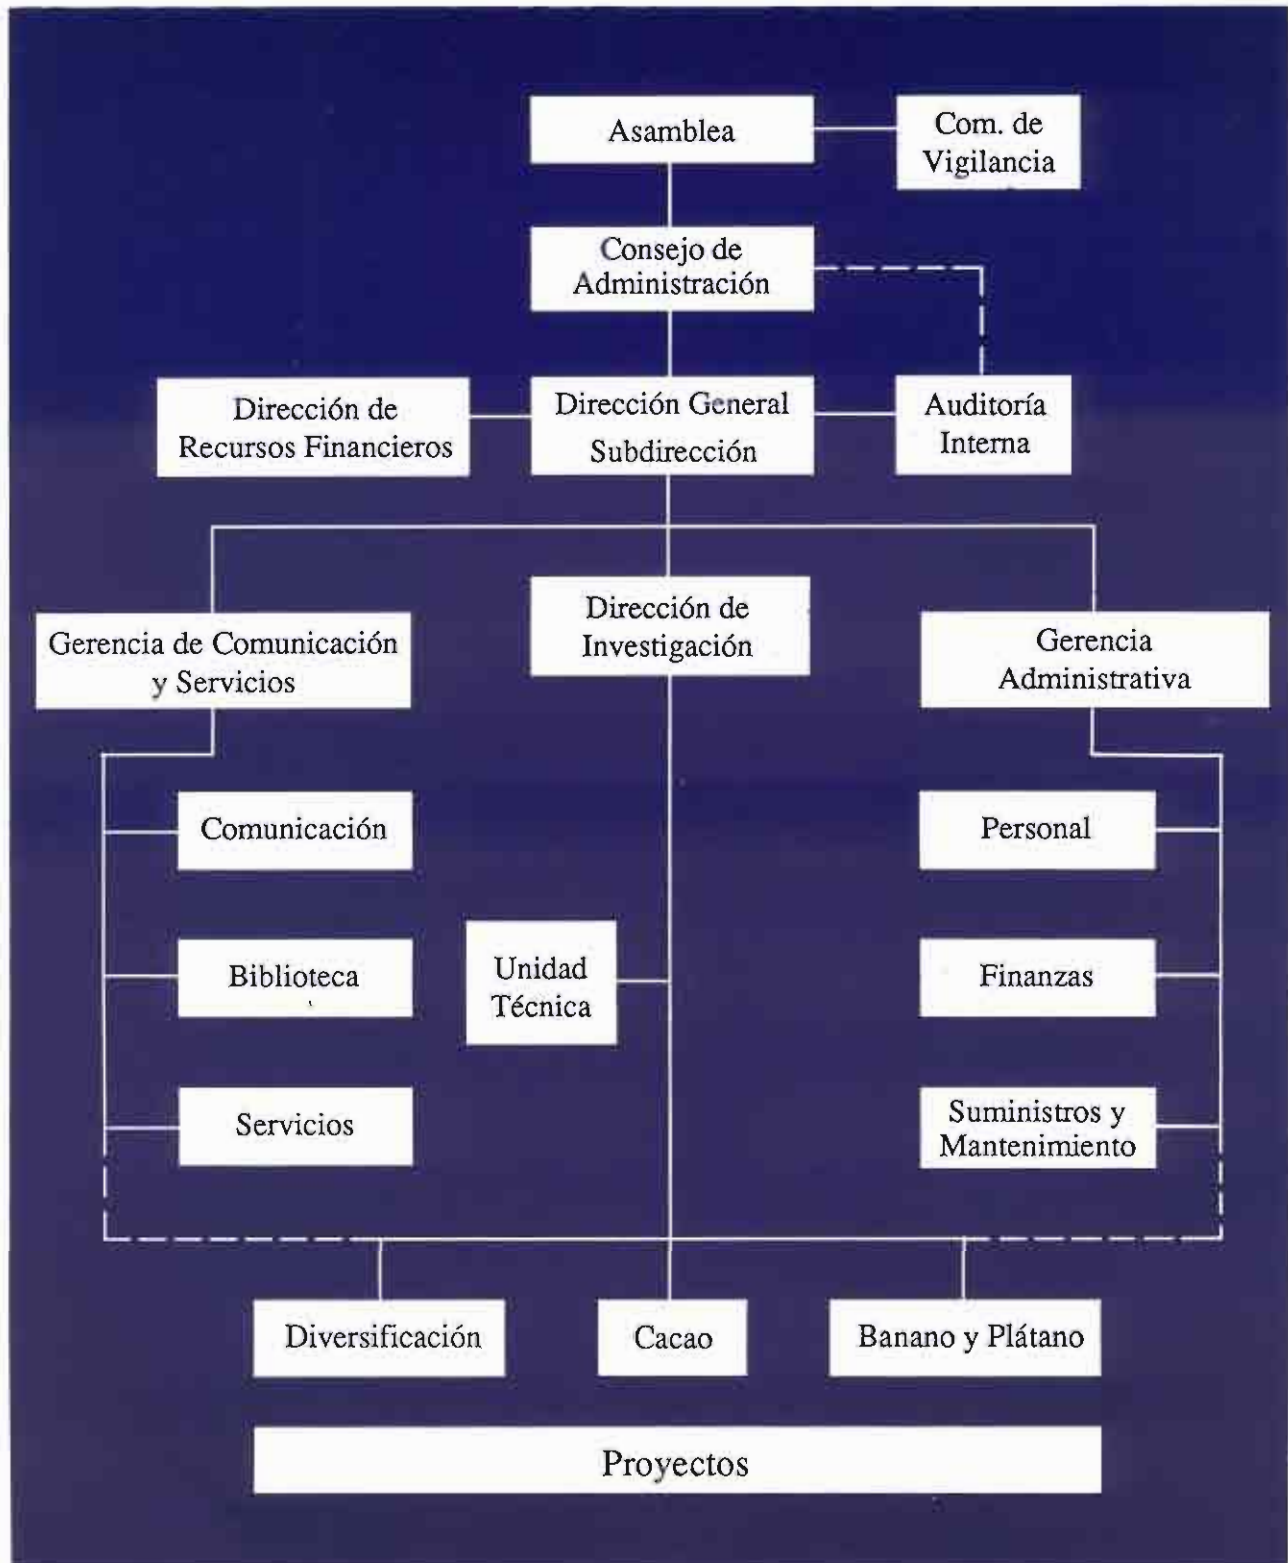 Asamblea
Com. de
Vigilancia
Consejo de
Administración
Dirección de
Recursos Financieros
Dirección General
Subdirección
Auditoría
Interna
Gerencia de Comunicación
y Servicios
Dirección de
Investigación
Gerencia
Administrativa
Comunicación
Personal
Biblioteca
Unidad
Técnica
Finanzas
Servicios
Suministros y
Mantenimiento
Diversificación
Cacao
Banano y Plátano
Proyectos